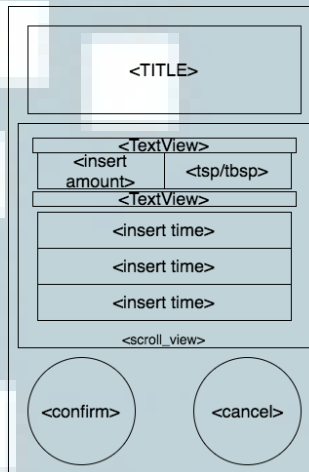 <TITLE>
<TextView>
<insert
amount>
<tsp/tbsp>
<TextView>
<insert time>
<insert time>
<insert time>
<scroll_view>
<confirm>
<cancel>